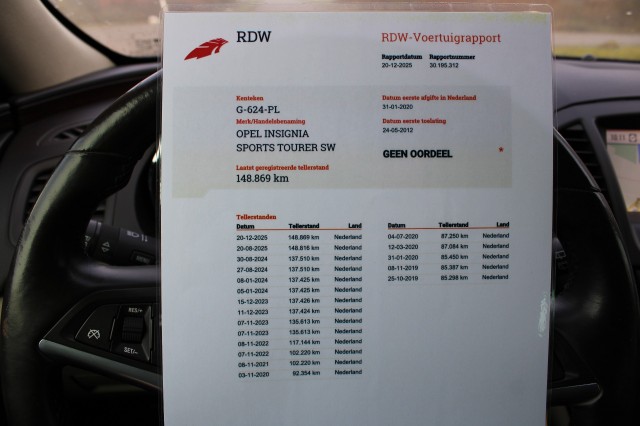 RDW
RDW-Voertuigrapport
Rapportdatum Rapportnummer
20-12-2025 30.195.312
Kenteken
G-624-PL
Merk/Handelsbenaming
OPEL INSIGNIA
SPORTS TOURER SW
Laatst geregistreerde tellerstand
148.869 km
Datum eerste afgifte in Nederland
31-01-2020
Datum eerste toelating
24-05-2012
GEEN OORDEEL *
Tellerstanden
Datum Tellerstand Land
20-12-2025 148.869 km Nederland
20-08-2025 148.616 km Nederland
30-08-2024 137.510 km Nederland
27-08-2024 137.510 km Nederland
08-01-2024 137.425 km Nederland
05-01-2024 137.425 km Nederland
15-12-2023 137.426 km Nederland
11-12-2023 137.424 km Nederland
07-11-2023 135.613 km Nederland
07-11-2023 135.613 km Nederland
08-11-2022 117.144 km Nederland
07-11-2022 102.220 km Nederland
08-11-2021 102.220 km Nederland
03-11-2020 92.354 km Nederland
Datum Tellerstand Land
04-07-2020 87.250 km Nederland
12-03-2020 87.084 km Nederland
31-01-2020 85.450 km Nederland
08-11-2019 85.387 km Nederland
25-10-2019 85.298 km Nederland
RES/+
SET/-